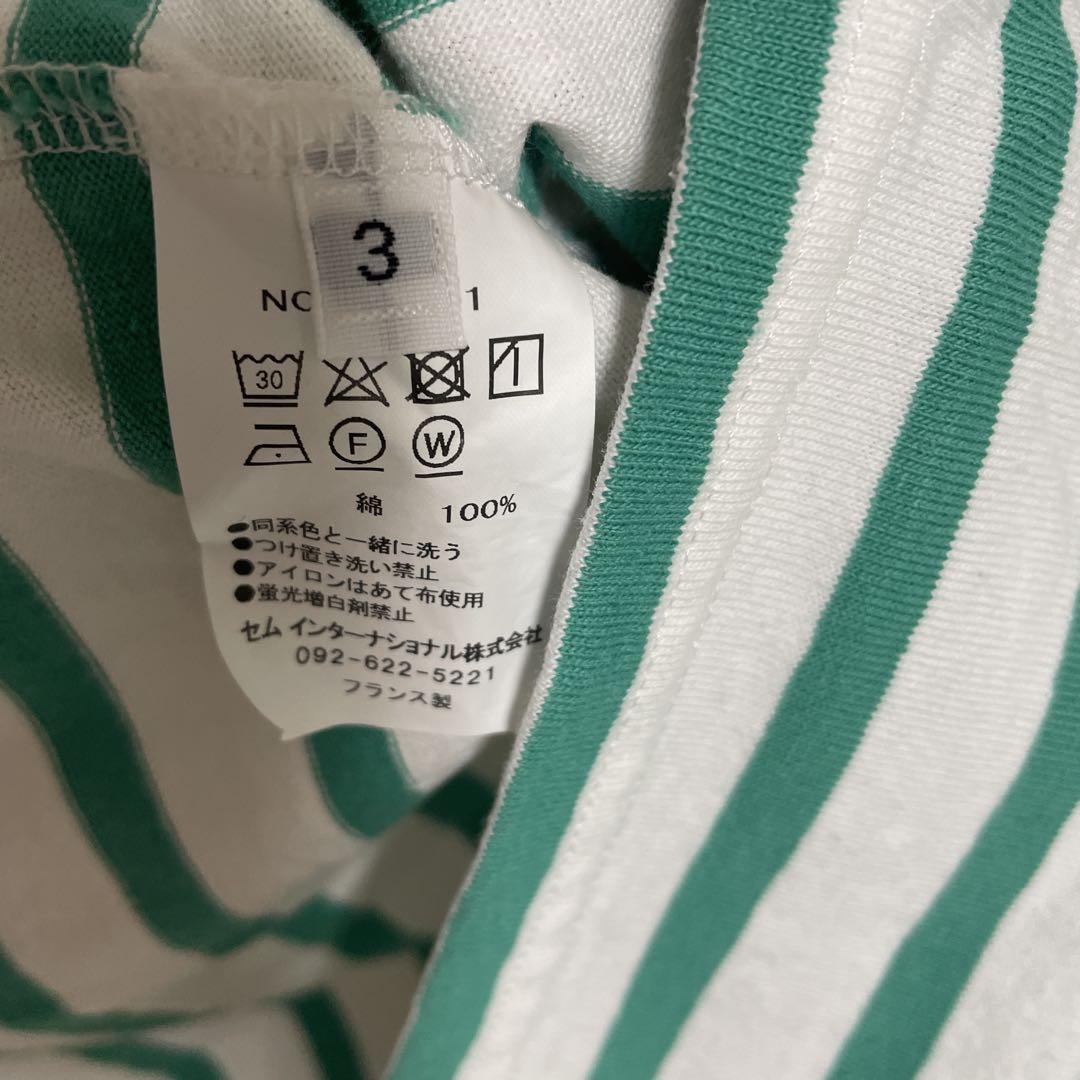 3
NO 1
30
F W
綿 100%
●同系色と一緒に洗う
●つけ置き洗い禁止
●アイロンはあて布使用
●蛍光増白剤禁止
セム インターナショナル株式会社
092-622-5221
フランス製